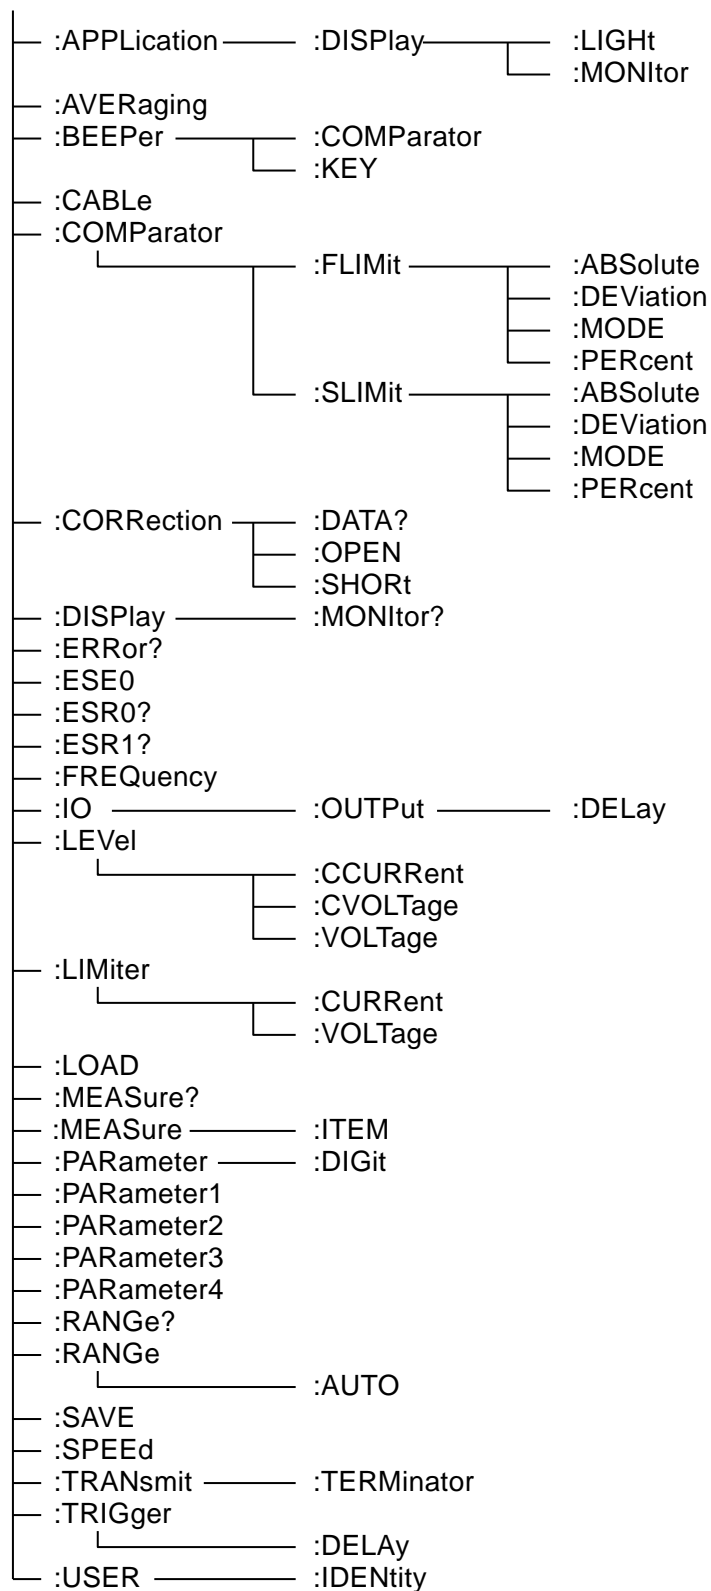 :APPLication :DISPlay :LIGHt
:MONItor
:AVERaging
:BEEPer :COMParator
:KEY
:CABLe
:COMParator
:FLIMit :ABSolute
:DEViation
:MODE
:PERcent
:SLIMit :ABSolute
:DEViation
:MODE
:PERcent
:CORRection :DATA?
:OPEN
:SHORt
:DISPlay :MONItor?
:ERRor?
:ESE0
:ESR0?
:ESR1?
:FREQuency
:IO :OUTPut :DELay
:LEVel
:CCURRent
:CVOLTage
:VOLTage
:LIMiter
:CURRent
:VOLTage
:LOAD
:MEASure?
:MEASure :ITEM
:PARameter :DIGit
:PARameter1
:PARameter2
:PARameter3
:PARameter4
:RANGe?
:RANGe
:AUTO
:SAVE
:SPEEd
:TRANsmit :TERMinator
:TRIGger
:DELAy
:USER :IDENtity